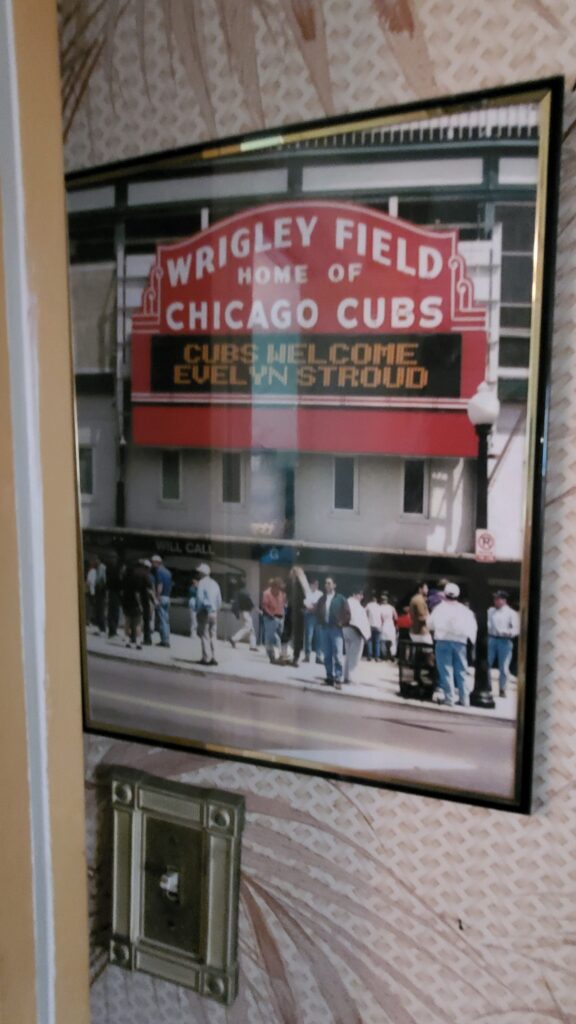 WRIGLEY FIELD
HOME OF
CHICAGO CUBS
CUBS WELCOME
EVELYN STROUD
WILL CALL
G